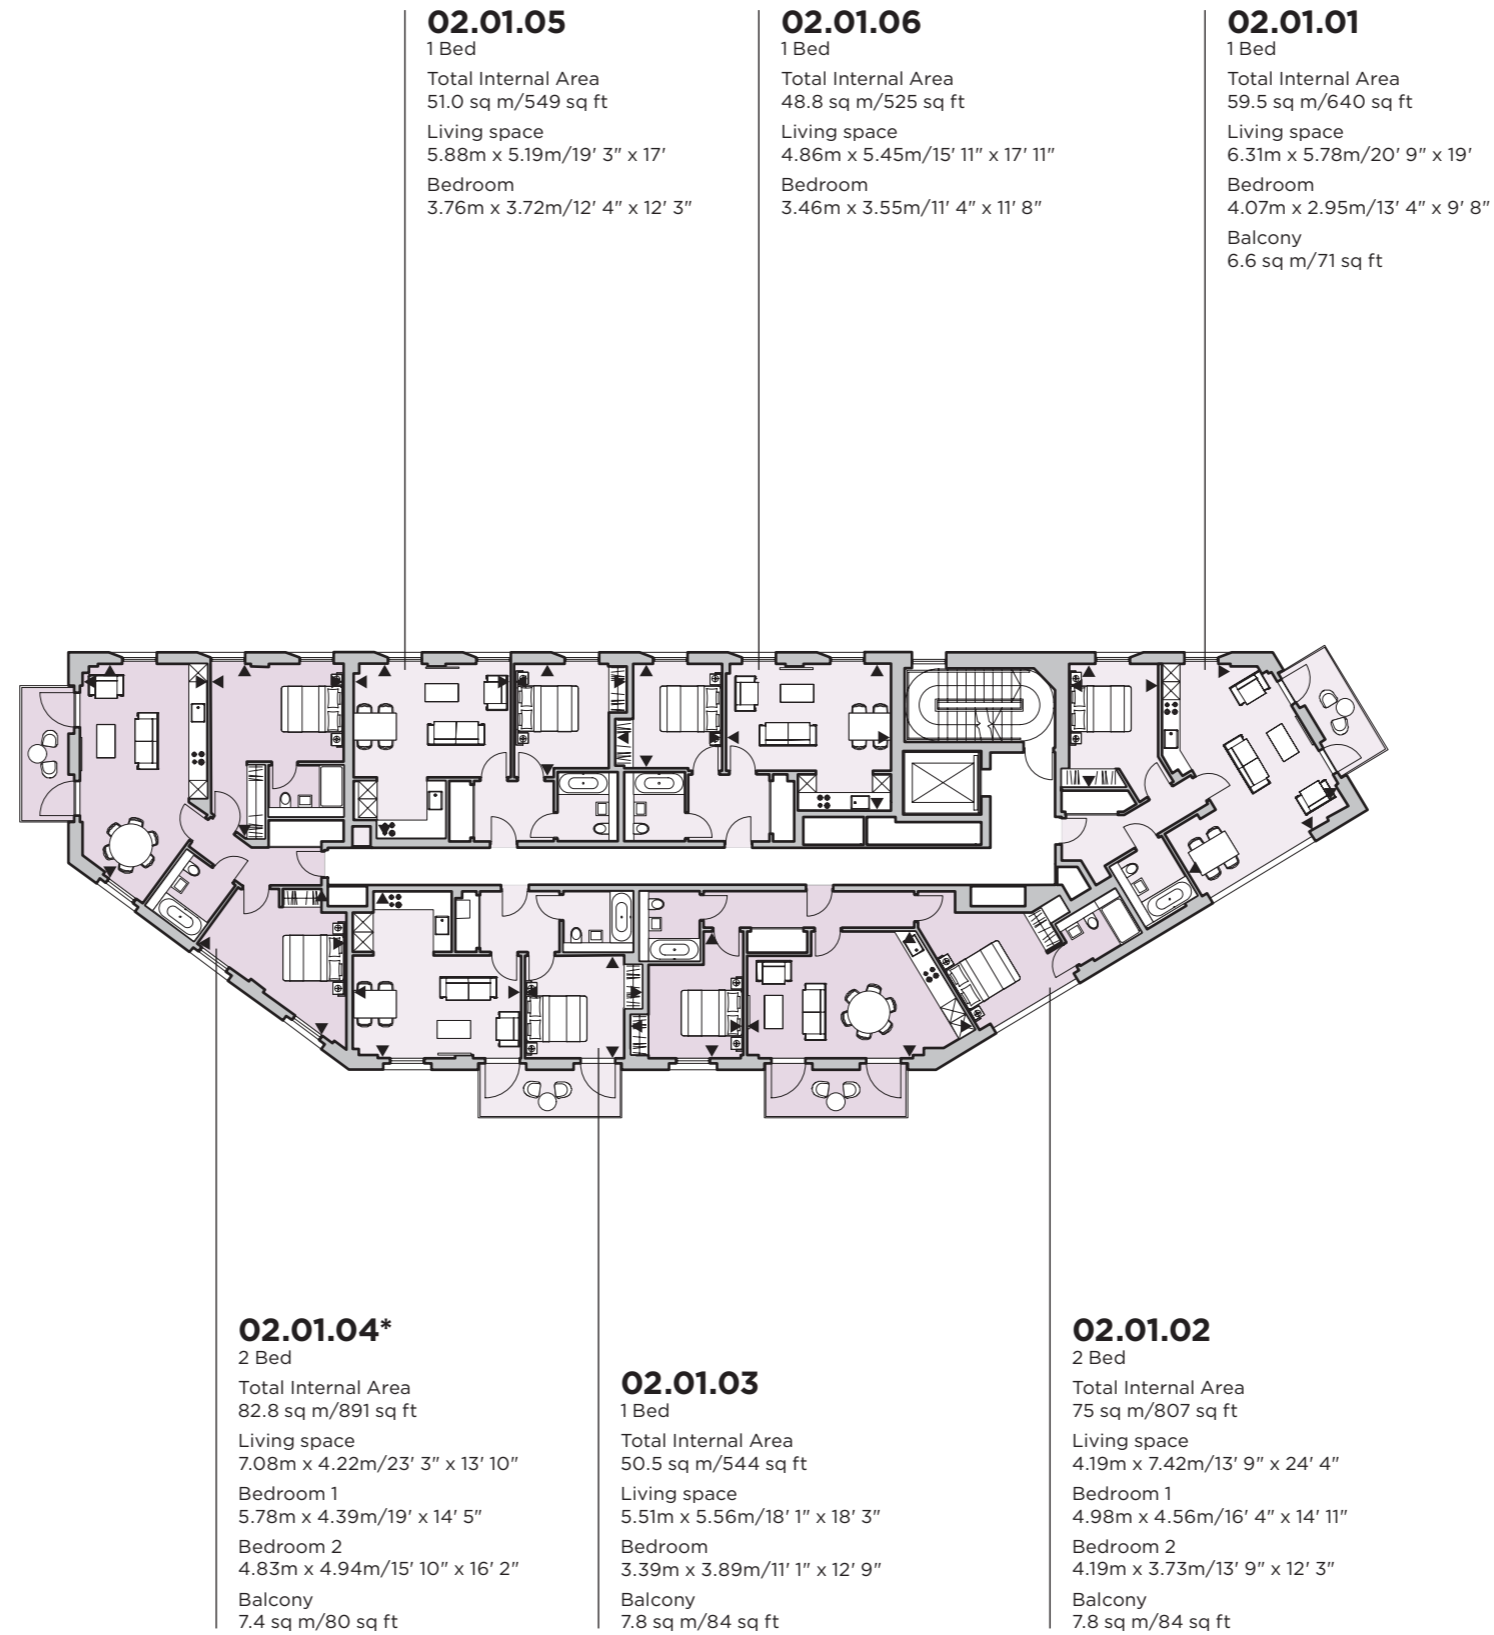 02.01.05
1 Bed
Total Internal Area
51.0 sq m/549 sq ft
Living space
5.88m x 5.19m/19' 3" x 17'
Bedroom
3.76m x 3.72m/12' 4" x 12' 3"
02.01.06
1 Bed
Total Internal Area
48.8 sq m/525 sq ft
Living space
4.86m x 5.45m/15' 11" x 17' 11"
Bedroom
3.46m x 3.55m/11' 4" x 11' 8"
02.01.01
1 Bed
Total Internal Area
59.5 sq m/640 sq ft
Living space
6.31m x 5.78m/20' 9" x 19'
Bedroom
4.07m x 2.95m/13' 4" x 9' 8"
Balcony
6.6 sq m/71 sq ft
02.01.04*
2 Bed
Total Internal Area
82.8 sq m/891 sq ft
Living space
7.08m x 4.22m/23' 3" x 13' 10"
Bedroom 1
5.78m x 4.39m/19' x 14' 5"
Bedroom 2
4.83m x 4.94m/15' 10" x 16' 2"
Balcony
7.4 sq m/80 sq ft
02.01.03
1 Bed
Total Internal Area
50.5 sq m/544 sq ft
Living space
5.51m x 5.56m/18' 1" x 18' 3"
Bedroom
3.39m x 3.89m/11' 1" x 12' 9"
Balcony
7.8 sq m/84 sq ft
02.01.02
2 Bed
Total Internal Area
75 sq m/807 sq ft
Living space
4.19m x 7.42m/13' 9" x 24' 4"
Bedroom 1
4.98m x 4.56m/16' 4" x 14' 11"
Bedroom 2
4.19m x 3.73m/13' 9" x 12' 3"
Balcony
7.8 sq m/84 sq ft